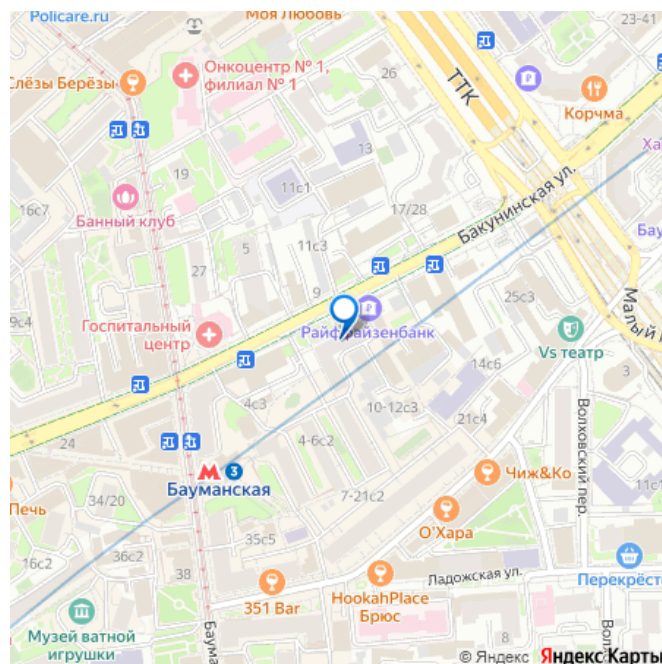 Policare.ru
Моя Любовь
23-41
Онкоцентр № 1,
филиал № 1
Слёзы Берёзы
26
ТТК
Корчма
13
19
11с1
16с7
Банный клуб
17/28
Бакунинская ул.
5
11с3
27
9
Госпитальный
центр
Райффайзенбанк
25с3
Малый
Vs театр
3
14с6
4с3
10-12с3
21с4
24
4-6с2
Волховский пер.
11с1
3
Бауманская
Чиж&Ко
7-21с2
34/20
Печь
О'Хара
35с5
16с2
36с2
38
Ладожская ул.
Перекрёст
351 Bar
HookahPlace
Брюс
Музей ватной
игрушки
8
© Яндекс Яндекс Карты